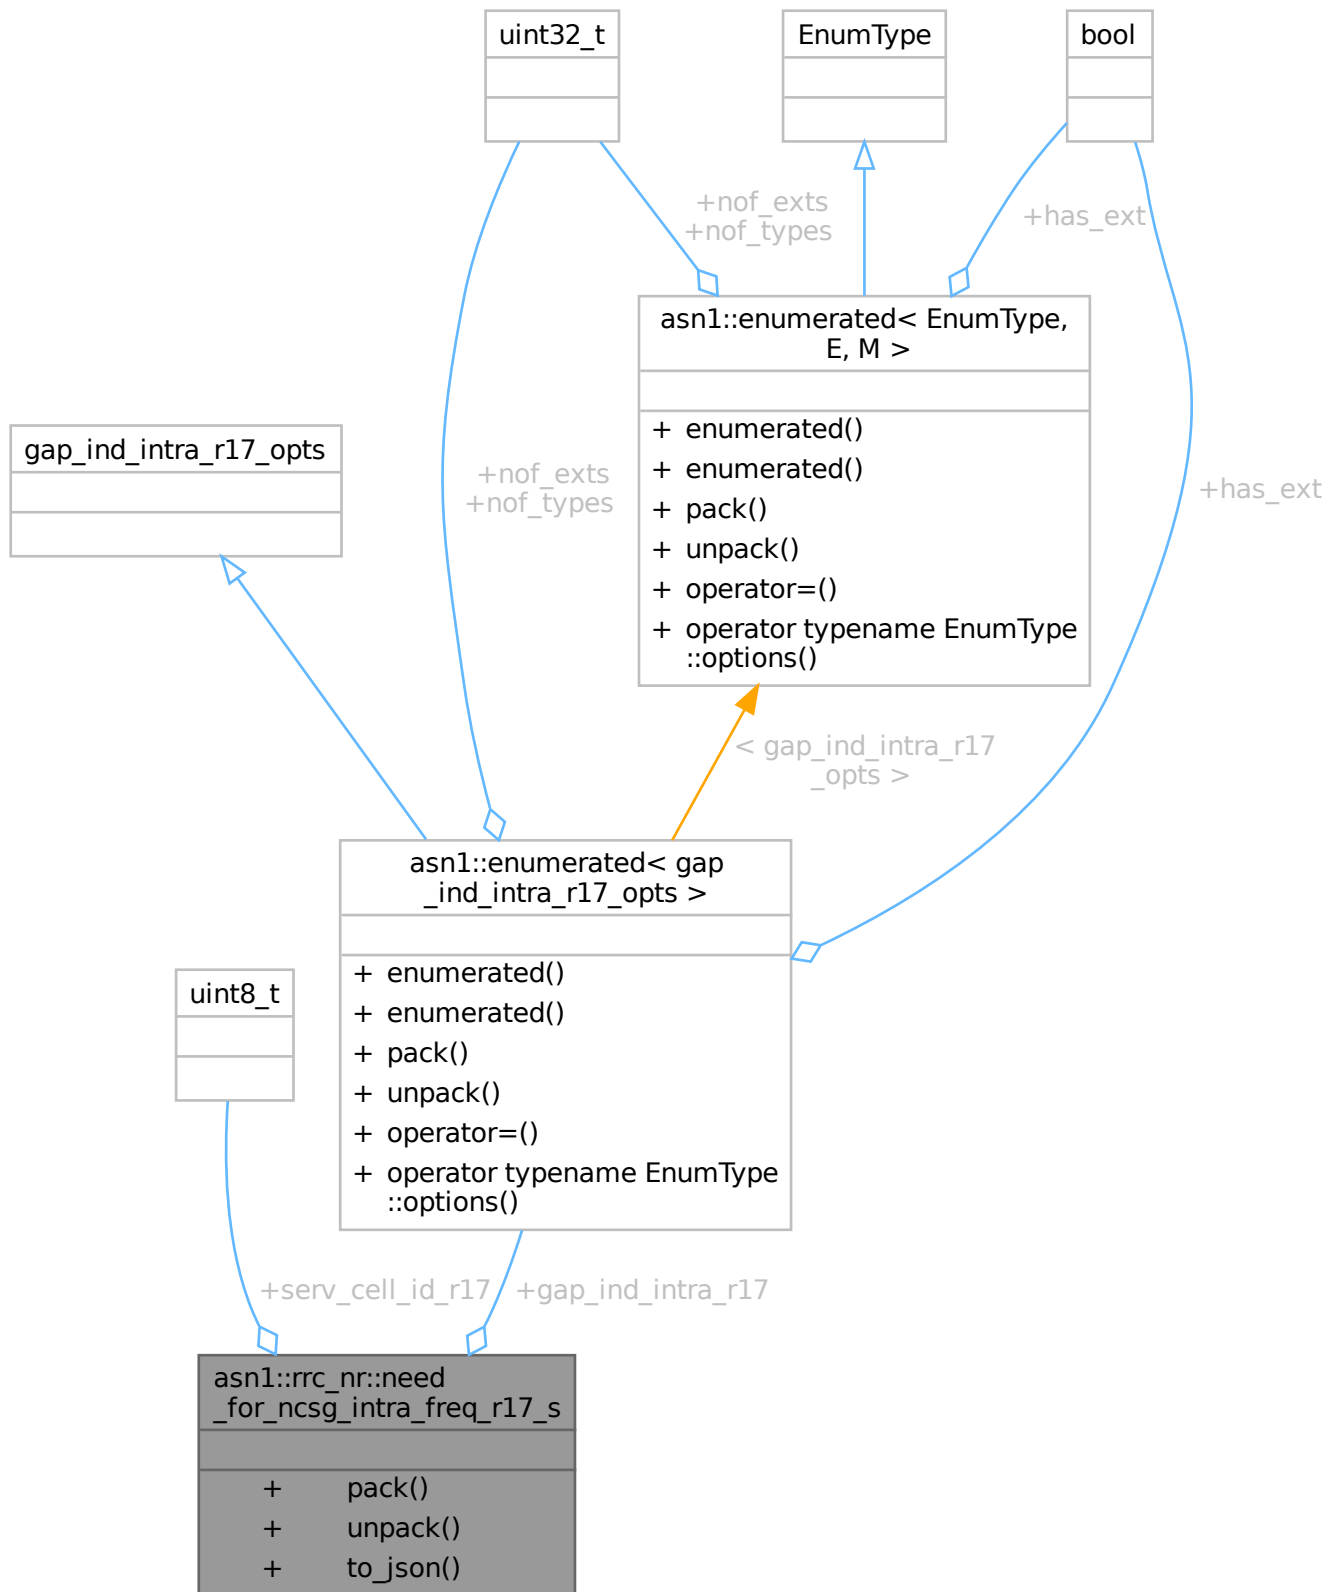 uint32_t
EnumType
bool
+nof_exts
+nof_types
+has_ext
asn1::enumerated< EnumType,
E, M >
+ enumerated()
+ enumerated()
+ pack()
+ unpack()
+ operator=()
+ operator typename EnumType
::options()
gap_ind_intra_r17_opts
+nof_exts
+nof_types
+has_ext
< gap_ind_intra_r17
_opts >
asn1::enumerated< gap
_ind_intra_r17_opts >
+ enumerated()
+ enumerated()
+ pack()
+ unpack()
+ operator=()
+ operator typename EnumType
::options()
uint8_t
+serv_cell_id_r17
+gap_ind_intra_r17
asn1::rrc_nr::need
_for_ncsg_intra_freq_r17_s
+ pack()
+ unpack()
+ to_json()